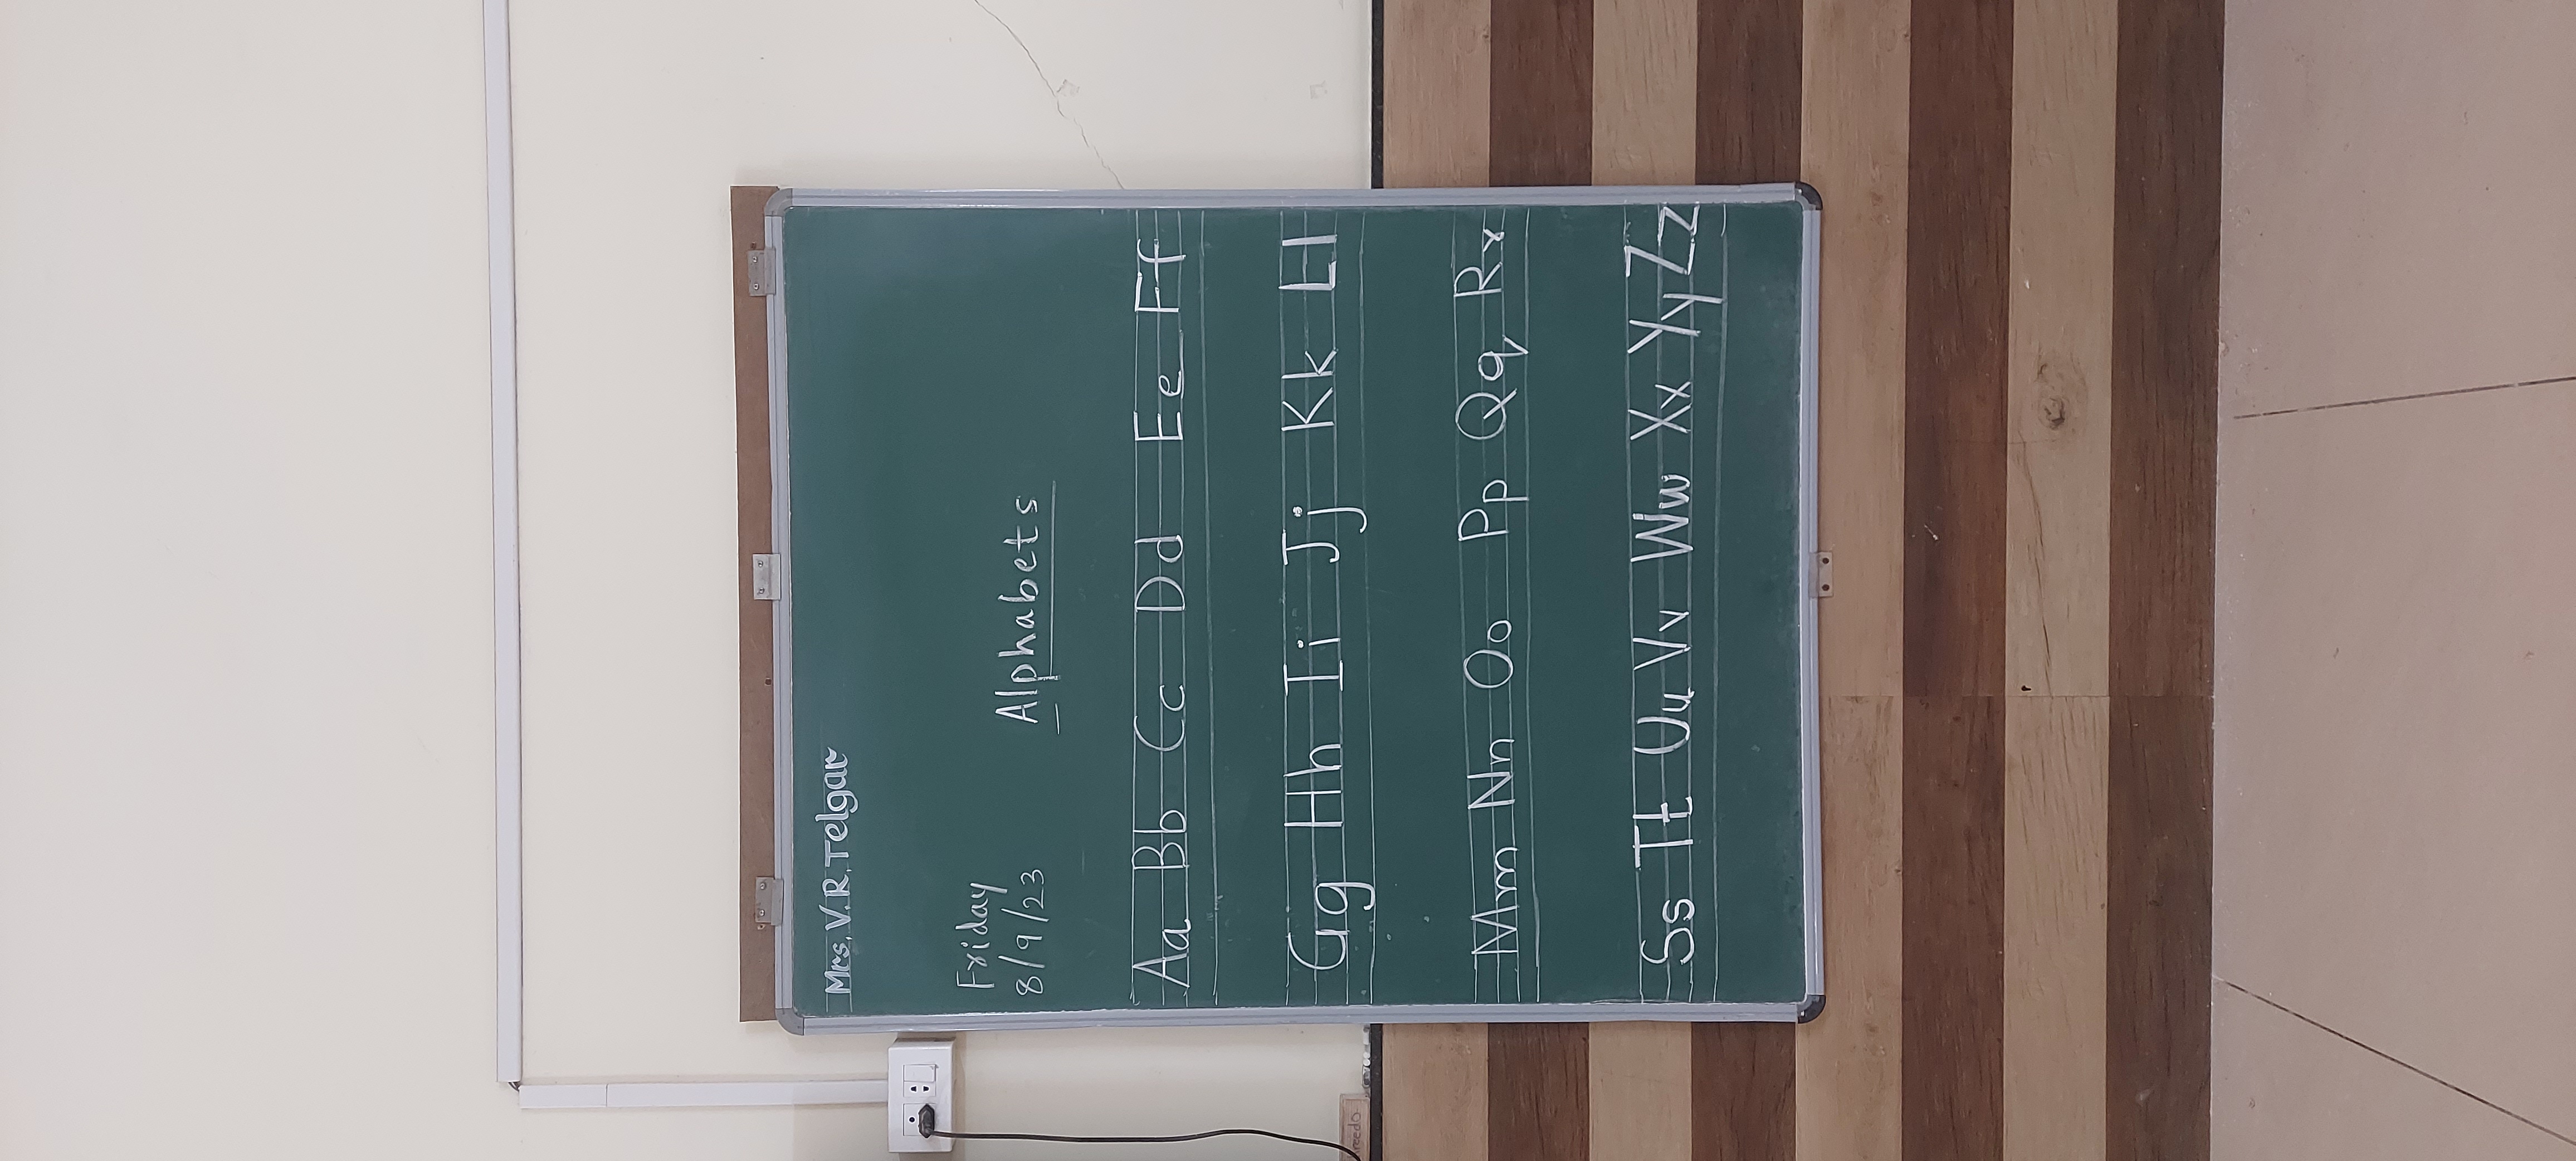 Mrs. V. R. Telgar
Friday
8/9/23
Alphabets
Aa Bb Cc Dd Ee Ff
Gg Hh Ii Jj Kk Ll
Mm Nn Oo Pp Qq Rr
Ss Tt Uu Vv Ww Xx Yy Zz